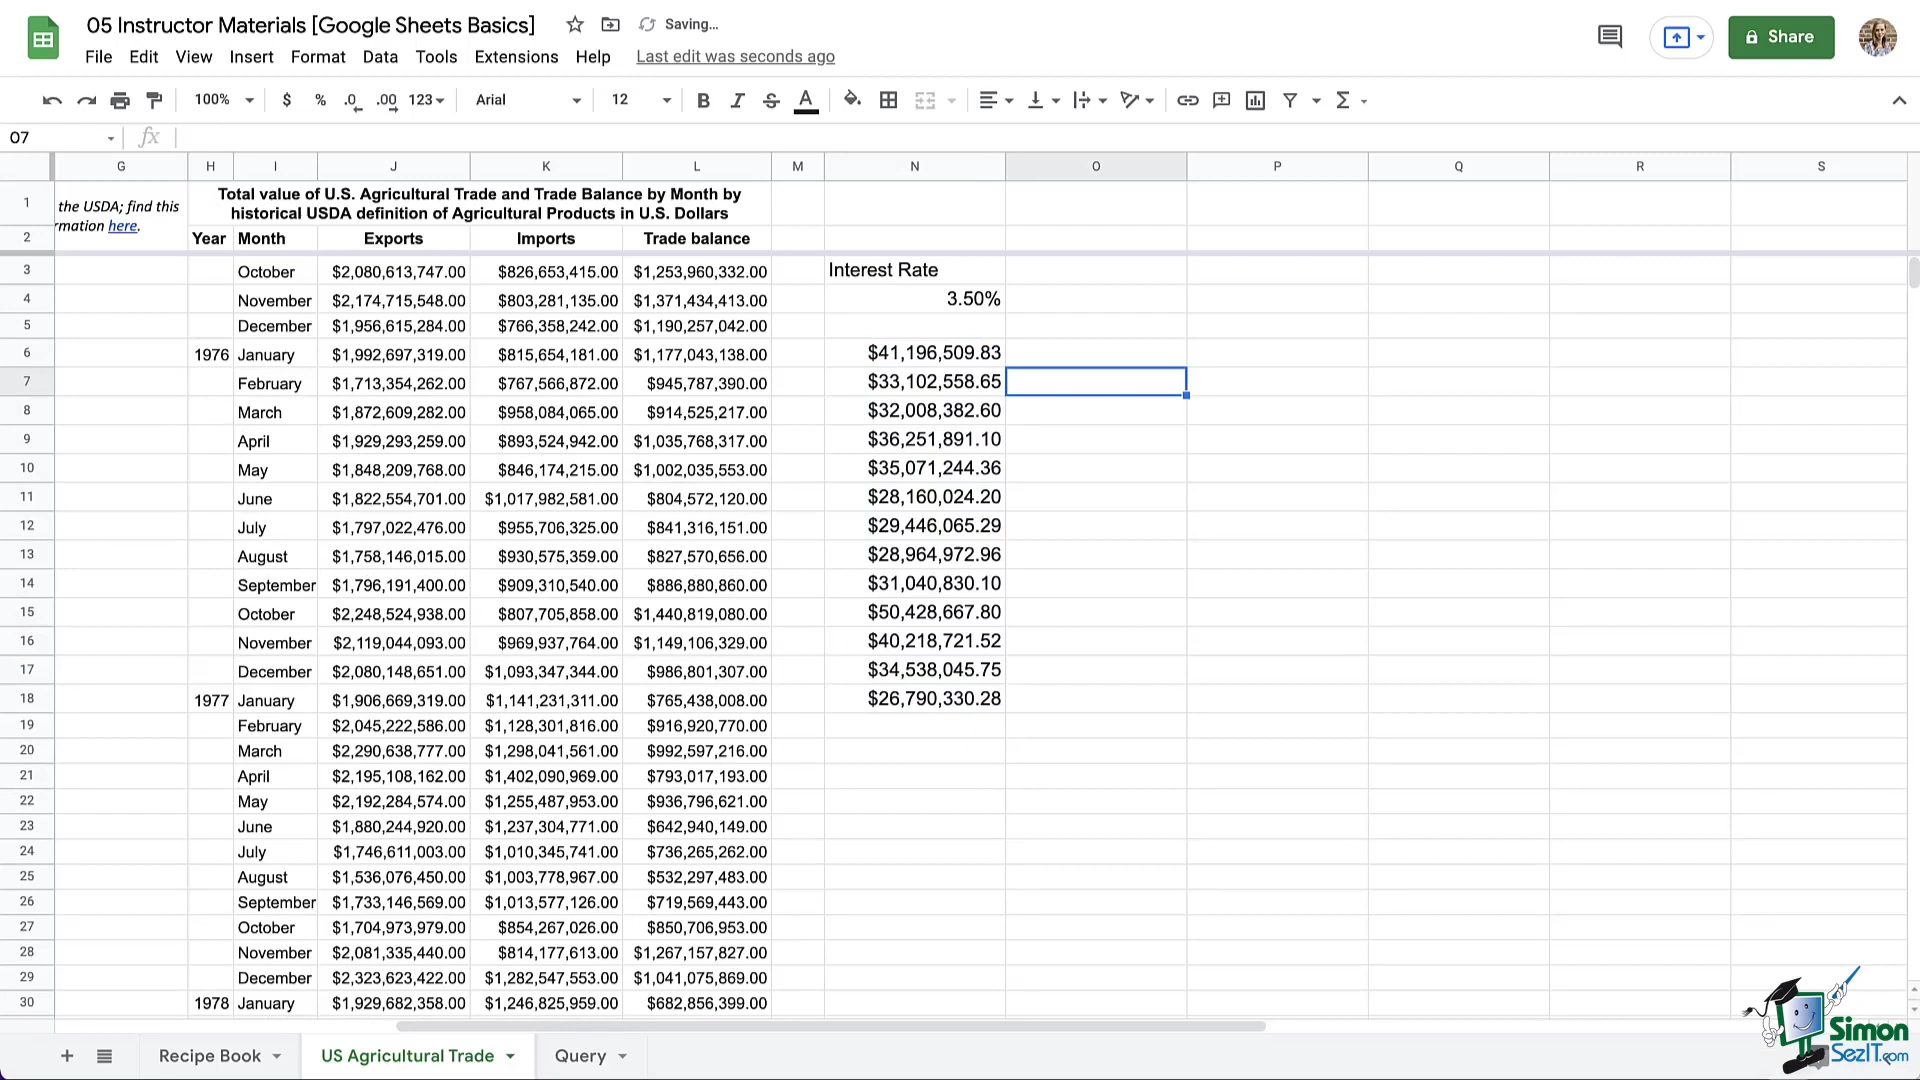 05 Instructor Materials [Google Sheets Basics] Saving…
File Edit View Insert Format Data Tools Extensions Help Last edit was seconds ago
Share
100% $ % .0 .00 123 Arial 12 B I S A Σ
O7 fx
G H I J K L M N O P Q R S
1 the USDA; find this Total value of U.S. Agricultural Trade and Trade Balance by Month by
rmation here. historical USDA definition of Agricultural Products in U.S. Dollars
2 Year Month Exports Imports Trade balance
3 October $2,080,613,747.00 $826,653,415.00 $1,253,960,332.00 Interest Rate
4 November $2,174,715,548.00 $803,281,135.00 $1,371,434,413.00 3.50%
5 December $1,956,615,284.00 $766,358,242.00 $1,190,257,042.00
6 1976 January $1,992,697,319.00 $815,654,181.00 $1,177,043,138.00 $41,196,509.83
7 February $1,713,354,262.00 $767,566,872.00 $945,787,390.00 $33,102,558.65
8 March $1,872,609,282.00 $958,084,065.00 $914,525,217.00 $32,008,382.60
9 April $1,929,293,259.00 $893,524,942.00 $1,035,768,317.00 $36,251,891.10
10 May $1,848,209,768.00 $846,174,215.00 $1,002,035,553.00 $35,071,244.36
11 June $1,822,554,701.00 $1,017,982,581.00 $804,572,120.00 $28,160,024.20
12 July $1,797,022,476.00 $955,706,325.00 $841,316,151.00 $29,446,065.29
13 August $1,758,146,015.00 $930,575,359.00 $827,570,656.00 $28,964,972.96
14 September $1,796,191,400.00 $909,310,540.00 $886,880,860.00 $31,040,830.10
15 October $2,248,524,938.00 $807,705,858.00 $1,440,819,080.00 $50,428,667.80
16 November $2,119,044,093.00 $969,937,764.00 $1,149,106,329.00 $40,218,721.52
17 December $2,080,148,651.00 $1,093,347,344.00 $986,801,307.00 $34,538,045.75
18 1977 January $1,906,669,319.00 $1,141,231,311.00 $765,438,008.00 $26,790,330.28
19 February $2,045,222,586.00 $1,128,301,816.00 $916,920,770.00
20 March $2,290,638,777.00 $1,298,041,561.00 $992,597,216.00
21 April $2,195,108,162.00 $1,402,090,969.00 $793,017,193.00
22 May $2,192,284,574.00 $1,255,487,953.00 $936,796,621.00
23 June $1,880,244,920.00 $1,237,304,771.00 $642,940,149.00
24 July $1,746,611,003.00 $1,010,345,741.00 $736,265,262.00
25 August $1,536,076,450.00 $1,003,778,967.00 $532,297,483.00
26 September $1,733,146,569.00 $1,013,577,126.00 $719,569,443.00
27 October $1,704,973,979.00 $854,267,026.00 $850,706,953.00
28 November $2,081,335,440.00 $814,177,613.00 $1,267,157,827.00
29 December $2,323,623,422.00 $1,282,547,553.00 $1,041,075,869.00
30 1978 January $1,929,682,358.00 $1,246,825,959.00 $682,856,399.00
Simon
SezIT.com
Recipe Book US Agricultural Trade Query